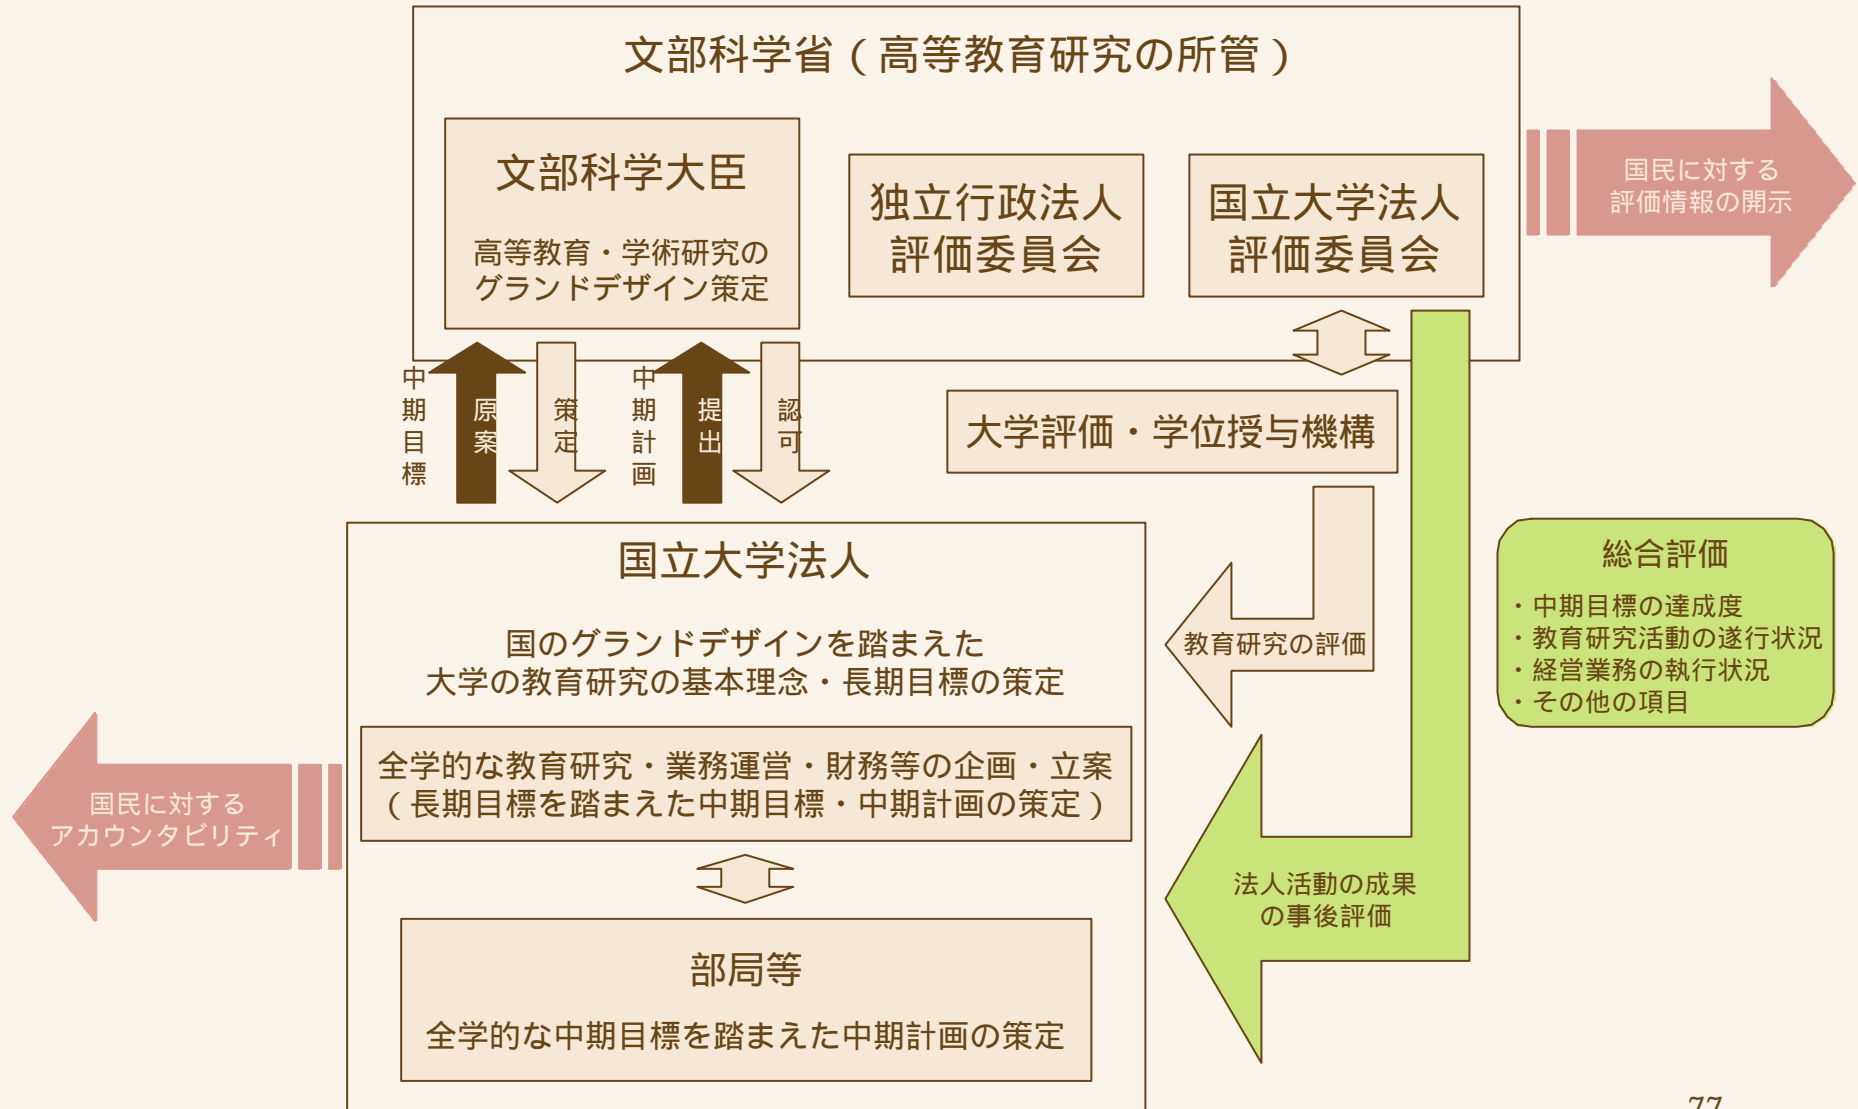 文部科学省（高等教育研究の所管）
文部科学大臣
高等教育・学術研究の
グランドデザイン策定
独立行政法人
評価委員会
国立大学法人
評価委員会
国民に対する
評価情報の開示
中期目標
原案
策定
中期計画
提出
認可
大学評価・学位授与機構
国立大学法人
国のグランドデザインを踏まえた
大学の教育研究の基本理念・長期目標の策定
教育研究の評価
総合評価
・中期目標の達成度
・教育研究活動の遂行状況
・経営業務の執行状況
・その他の項目
全学的な教育研究・業務運営・財務等の企画・立案
（長期目標を踏まえた中期目標・中期計画の策定）
国民に対する
アカウンタビリティ
法人活動の成果
の事後評価
部局等
全学的な中期目標を踏まえた中期計画の策定
77